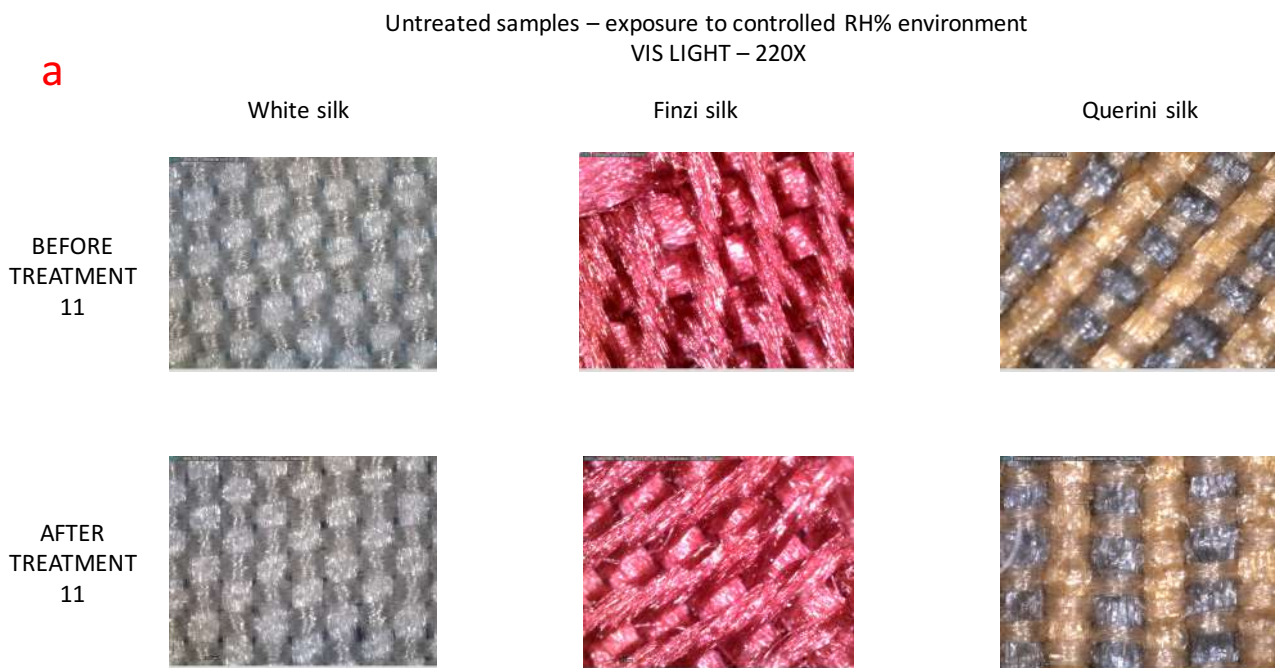 Untreated samples – exposure to controlled RH% environment
VIS LIGHT – 220X
a
White silk
Finzi silk
Querini silk
BEFORE
TREATMENT
11
AFTER
TREATMENT
11